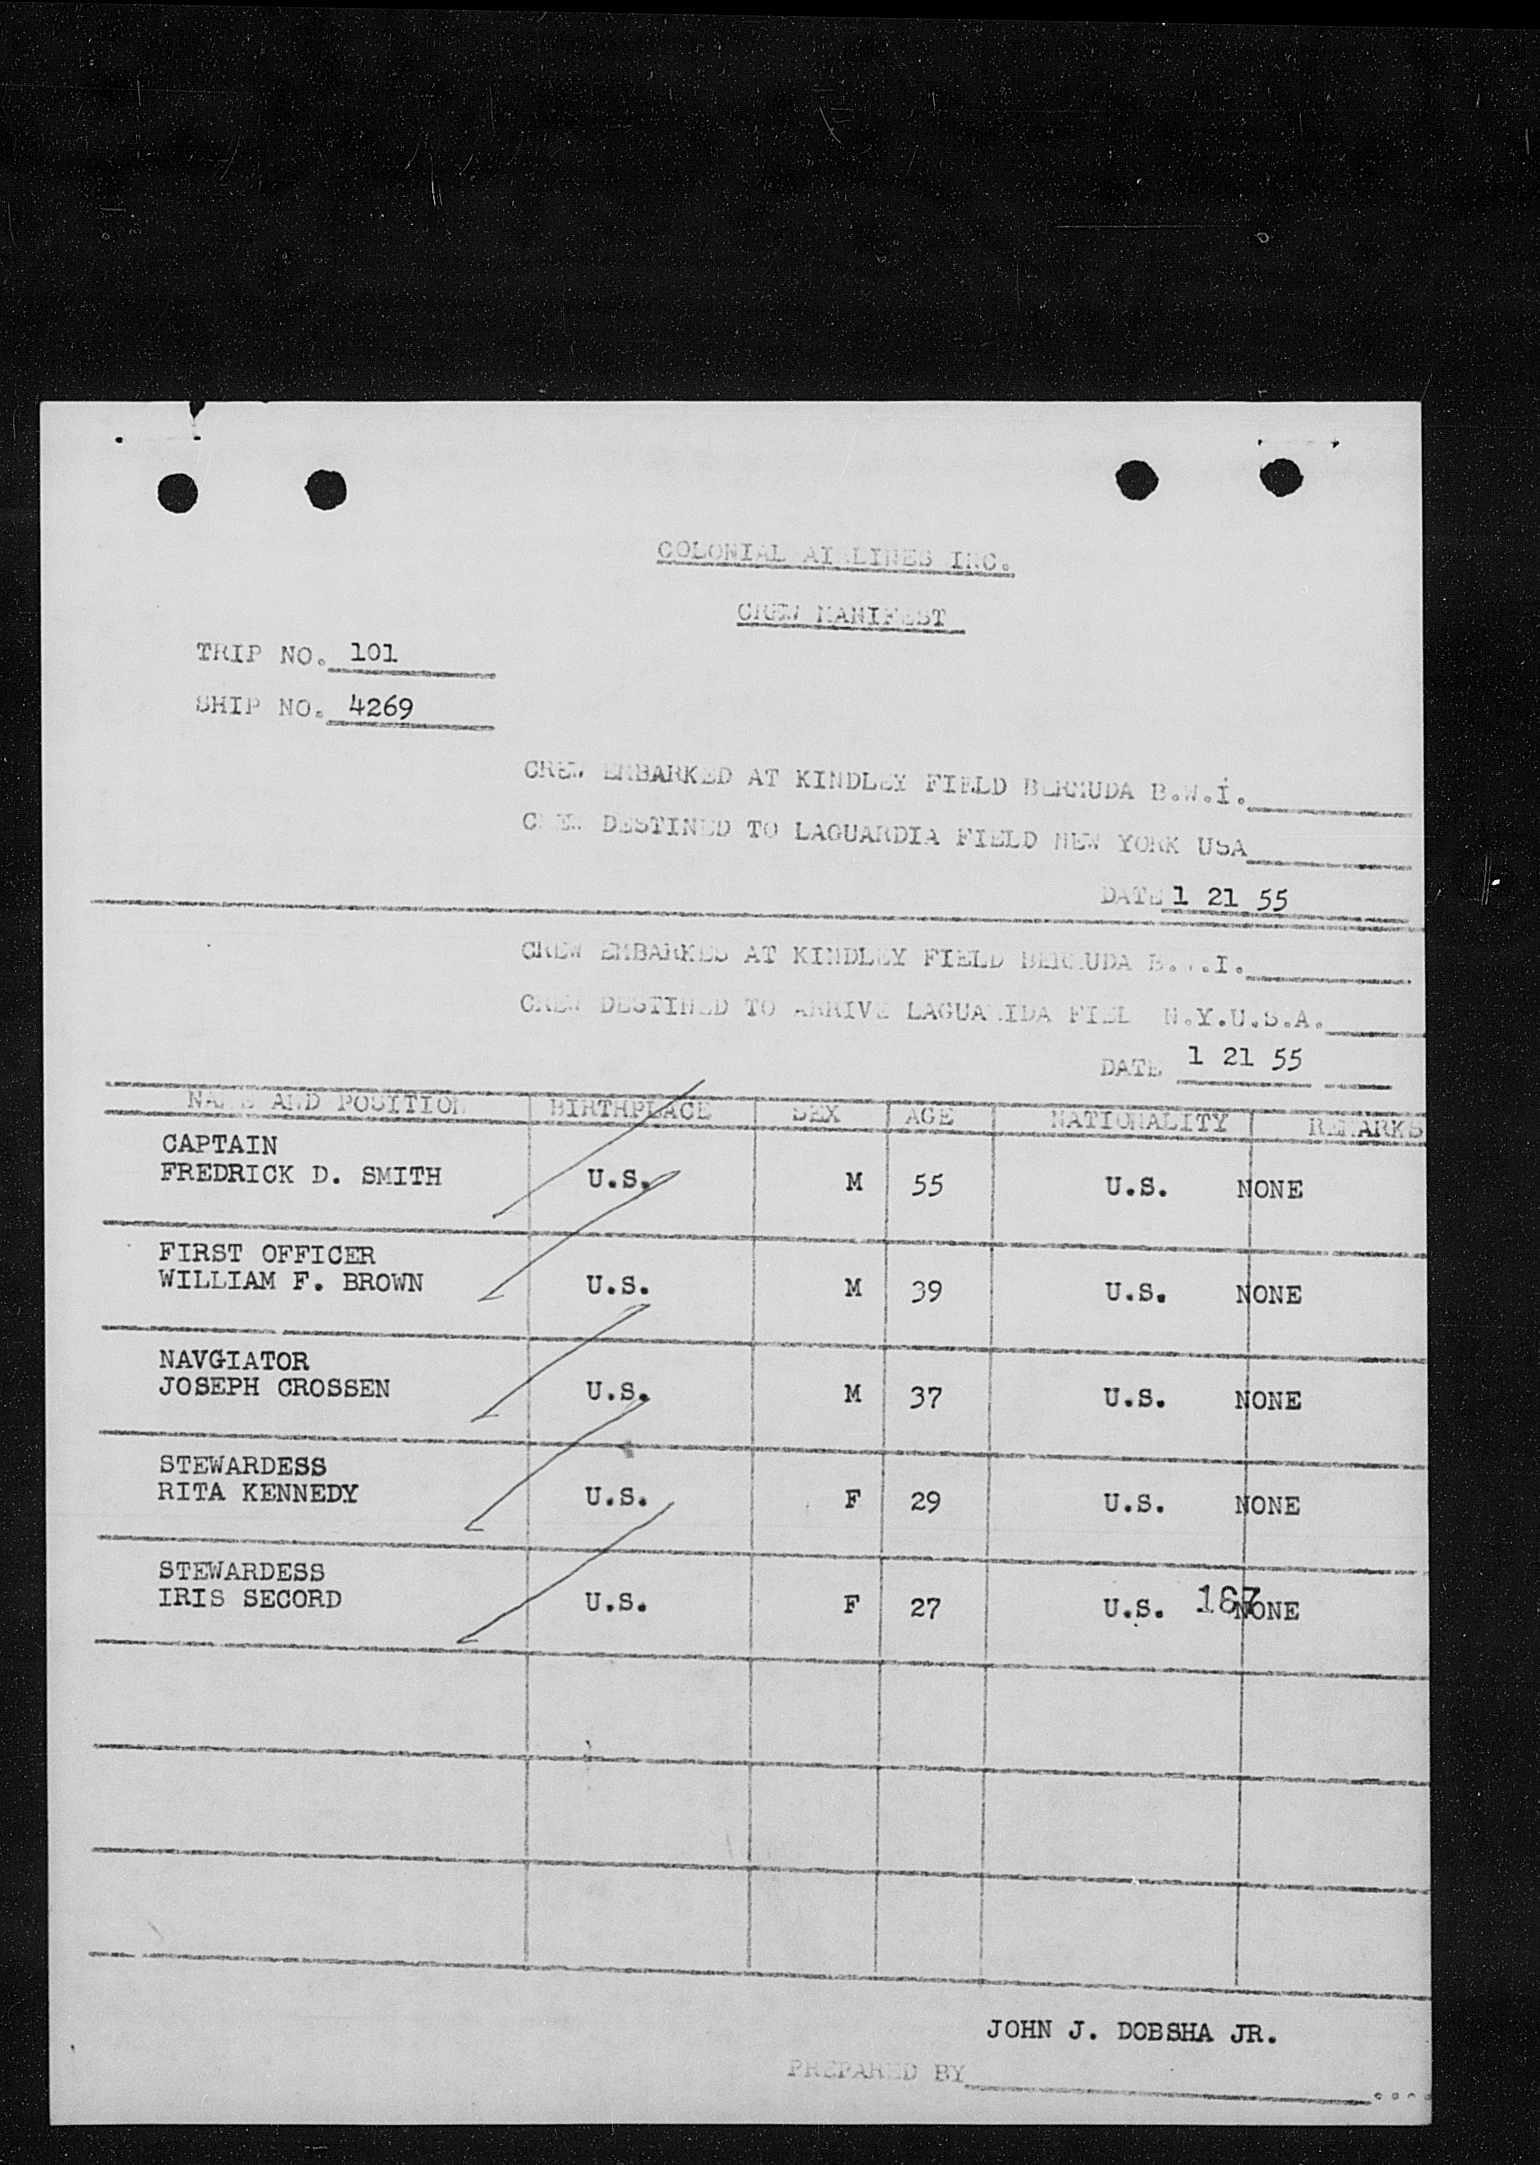 COLONIAL AIRLINES INC.
CREW MANIFEST
TRIP NO. 101
SHIP NO. 4269
CREW EMBARKED AT KINDLEY FIELD BERMUDA B.W.I.
CREW DESTINED TO LAGUARDIA FIELD NEW YORK USA
DATE 1 21 55
CREW EMBARKED AT KINDLEY FIELD BERMUDA B.W.I.
CREW DESTINED TO ARRIVE LAGUARIDA FIEL N.Y.U.S.A.
DATE 1 21 55
NAME AND POSITION BIRTHPLACE SEX AGE NATIONALITY REMARKS
CAPTAIN
FREDRICK D. SMITH U.S. M 55 U.S. NONE
FIRST OFFICER
WILLIAM F. BROWN U.S. M 39 U.S. NONE
NAVGIATOR
JOSEPH CROSSEN U.S. M 37 U.S. NONE
STEWARDESS
RITA KENNEDY U.S. F 29 U.S. NONE
STEWARDESS
IRIS SECORD U.S. F 27 U.S. 167 NONE
JOHN J. DOBSHA JR.
PREPARED BY